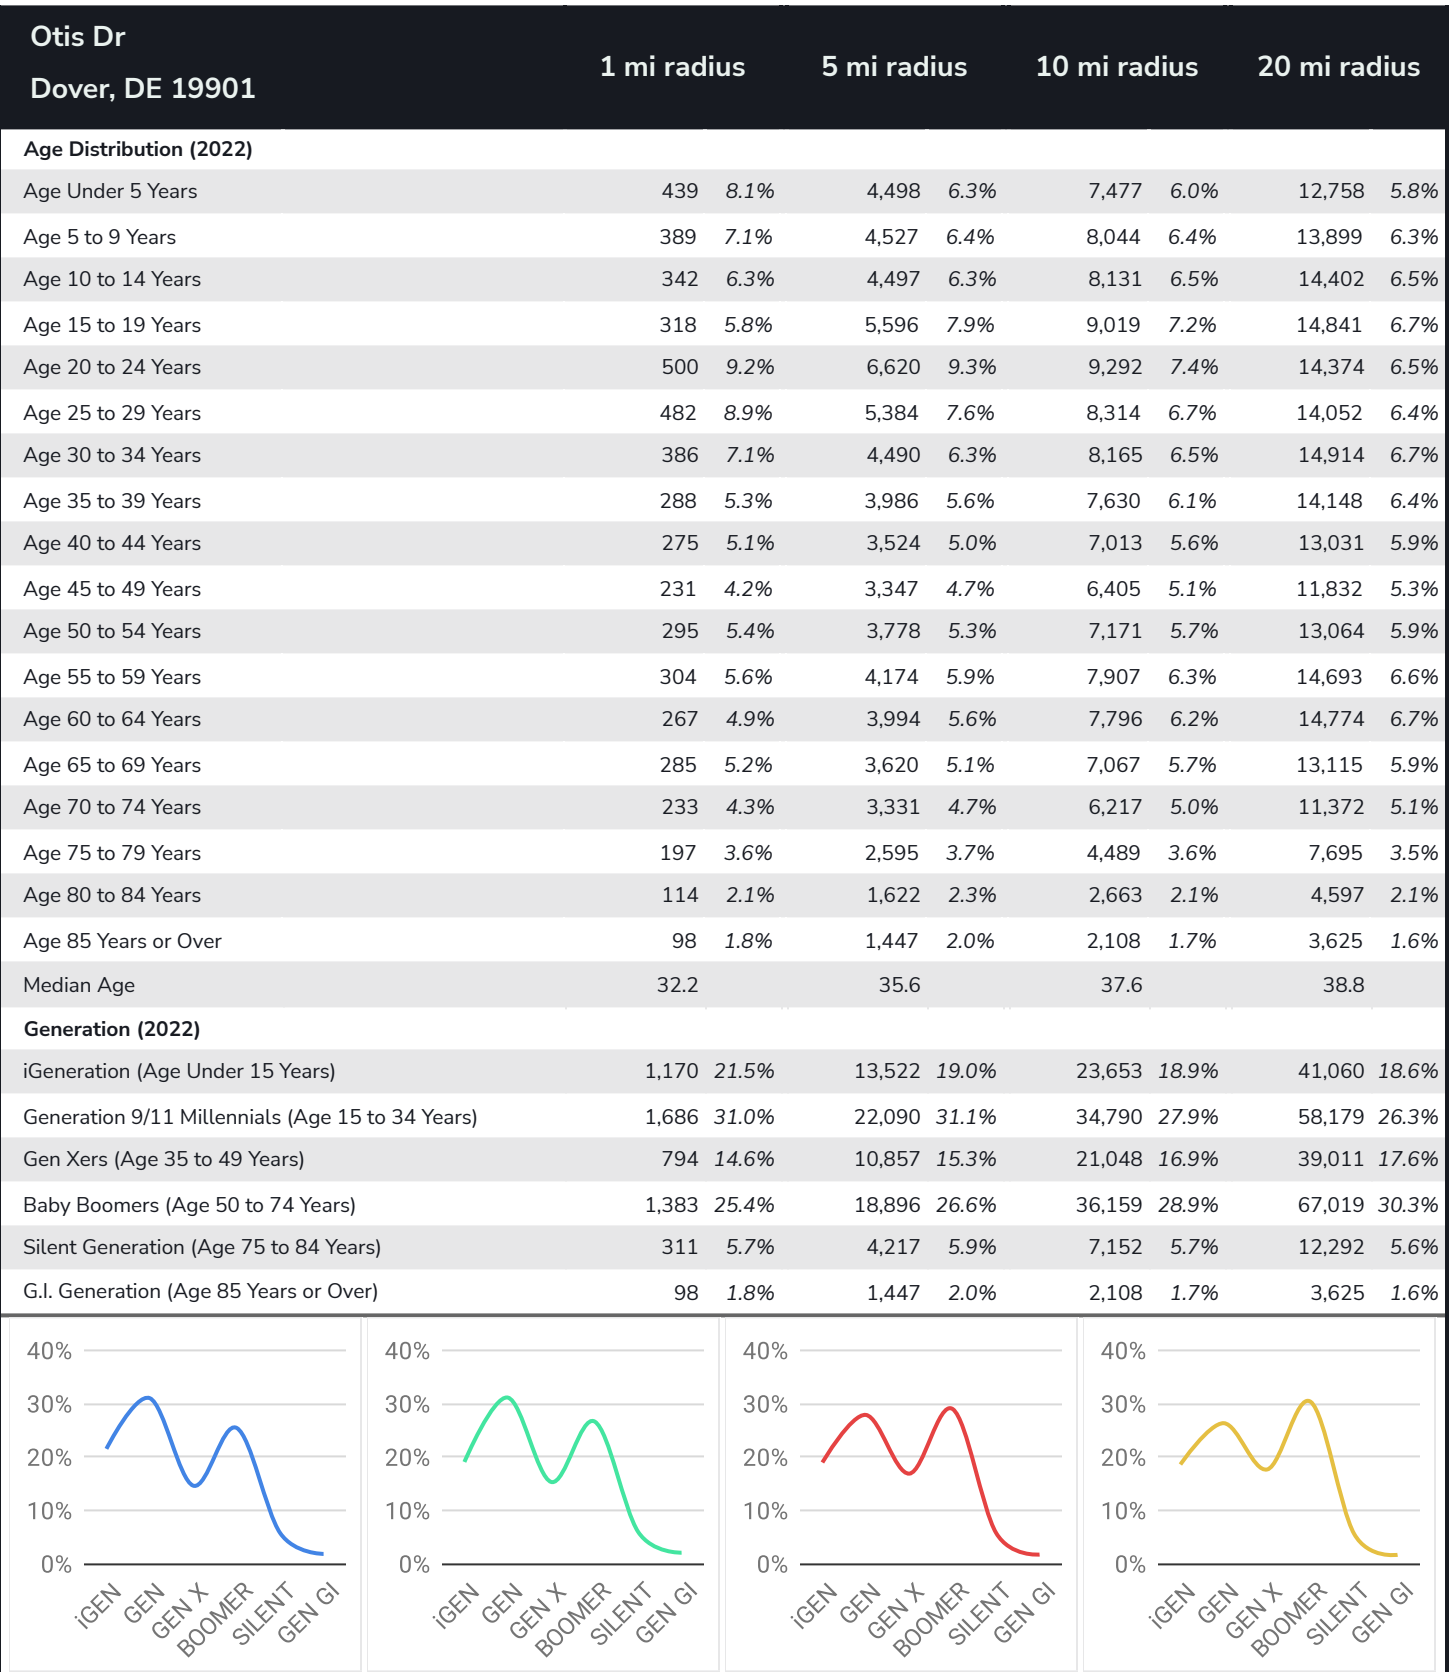 Otis Dr
Dover, DE 19901
1 mi radius 5 mi radius 10 mi radius 20 mi radius
Age Distribution (2022)
Age Under 5 Years 439 8.1% 4,498 6.3% 7,477 6.0% 12,758 5.8%
Age 5 to 9 Years 389 7.1% 4,527 6.4% 8,044 6.4% 13,899 6.3%
Age 10 to 14 Years 342 6.3% 4,497 6.3% 8,131 6.5% 14,402 6.5%
Age 15 to 19 Years 318 5.8% 5,596 7.9% 9,019 7.2% 14,841 6.7%
Age 20 to 24 Years 500 9.2% 6,620 9.3% 9,292 7.4% 14,374 6.5%
Age 25 to 29 Years 482 8.9% 5,384 7.6% 8,314 6.7% 14,052 6.4%
Age 30 to 34 Years 386 7.1% 4,490 6.3% 8,165 6.5% 14,914 6.7%
Age 35 to 39 Years 288 5.3% 3,986 5.6% 7,630 6.1% 14,148 6.4%
Age 40 to 44 Years 275 5.1% 3,524 5.0% 7,013 5.6% 13,031 5.9%
Age 45 to 49 Years 231 4.2% 3,347 4.7% 6,405 5.1% 11,832 5.3%
Age 50 to 54 Years 295 5.4% 3,778 5.3% 7,171 5.7% 13,064 5.9%
Age 55 to 59 Years 304 5.6% 4,174 5.9% 7,907 6.3% 14,693 6.6%
Age 60 to 64 Years 267 4.9% 3,994 5.6% 7,796 6.2% 14,774 6.7%
Age 65 to 69 Years 285 5.2% 3,620 5.1% 7,067 5.7% 13,115 5.9%
Age 70 to 74 Years 233 4.3% 3,331 4.7% 6,217 5.0% 11,372 5.1%
Age 75 to 79 Years 197 3.6% 2,595 3.7% 4,489 3.6% 7,695 3.5%
Age 80 to 84 Years 114 2.1% 1,622 2.3% 2,663 2.1% 4,597 2.1%
Age 85 Years or Over 98 1.8% 1,447 2.0% 2,108 1.7% 3,625 1.6%
Median Age 32.2 35.6 37.6 38.8
Generation (2022)
iGeneration (Age Under 15 Years) 1,170 21.5% 13,522 19.0% 23,653 18.9% 41,060 18.6%
Generation 9/11 Millennials (Age 15 to 34 Years) 1,686 31.0% 22,090 31.1% 34,790 27.9% 58,179 26.3%
Gen Xers (Age 35 to 49 Years) 794 14.6% 10,857 15.3% 21,048 16.9% 39,011 17.6%
Baby Boomers (Age 50 to 74 Years) 1,383 25.4% 18,896 26.6% 36,159 28.9% 67,019 30.3%
Silent Generation (Age 75 to 84 Years) 311 5.7% 4,217 5.9% 7,152 5.7% 12,292 5.6%
G.I. Generation (Age 85 Years or Over) 98 1.8% 1,447 2.0% 2,108 1.7% 3,625 1.6%
40% 40% 40% 40%
30% 30% 30% 30%
20% 20% 20% 20%
10% 10% 10% 10%
0% 0% 0% 0%
iGEN GEN GEN X BOOMER SILENT GEN GI iGEN GEN GEN X BOOMER SILENT GEN GI iGEN GEN GEN X BOOMER SILENT GEN GI iGEN GEN GEN X BOOMER SILENT GEN GI